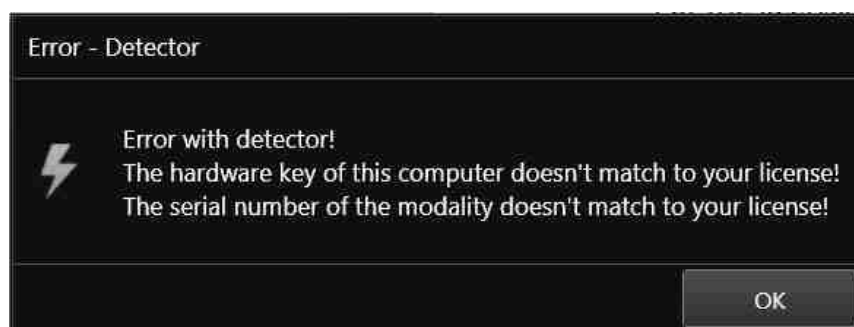 Error - Detector
Error with detector!
The hardware key of this computer doesn't match to your license!
The serial number of the modality doesn't match to your license!
OK